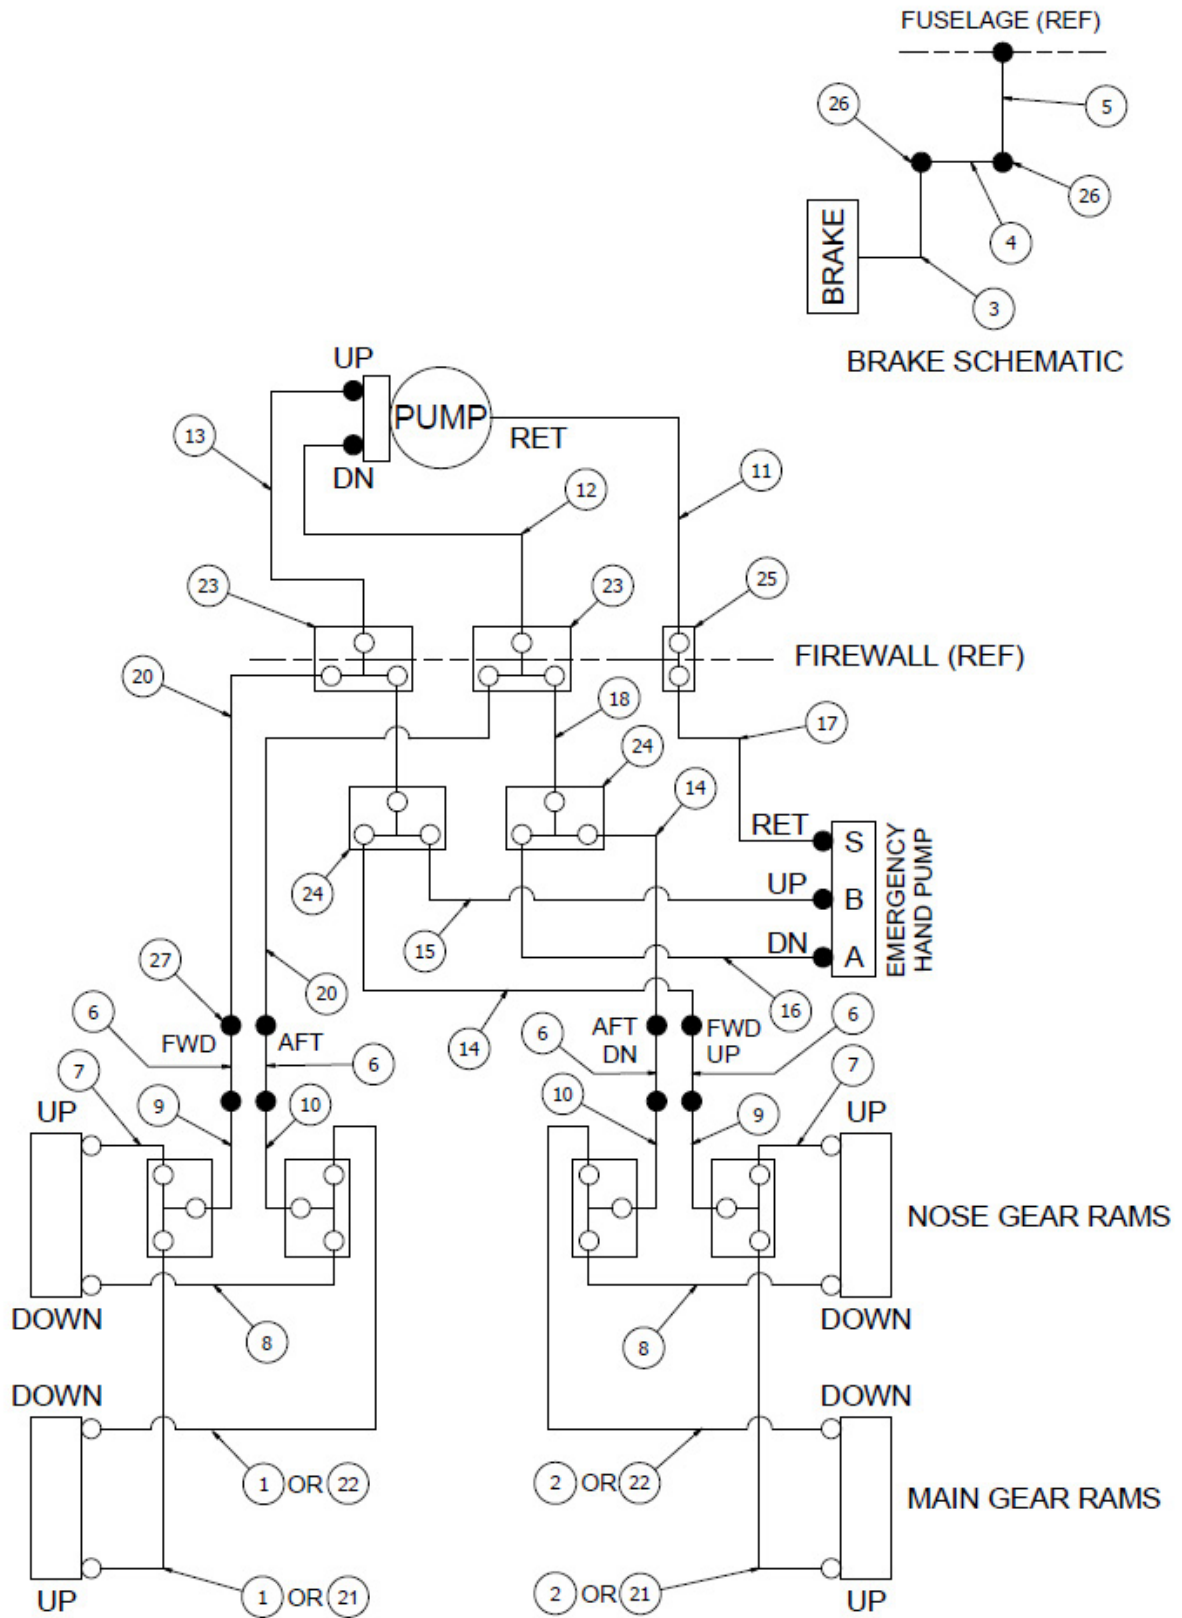 FUSELAGE (REF)
26
5
26
4
BRAKE
3
BRAKE SCHEMATIC
UP
PUMP
RET
DN
13
12
11
23
23
25
FIREWALL (REF)
20
18
17
24
14
RET
S
UP
B
DN
A
EMERGENCY
HAND PUMP
24
15
16
27
20
14
6
FWD
AFT
6
6
AFT
DN
FWD
UP
6
7
9
10
10
9
7
UP
UP
NOSE GEAR RAMS
DOWN
8
8
DOWN
DOWN
DOWN
1 OR 22
2 OR 22
MAIN GEAR RAMS
UP
1 OR 21
2 OR 21
UP